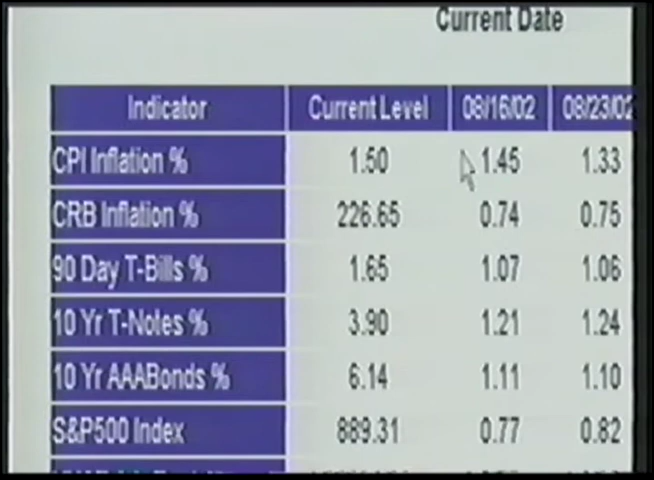 Current Date
Indicator Current Level 08/16/02 08/23/02
CPI Inflation % 1.50 1.45 1.33
CRB Inflation % 226.65 0.74 0.75
90 Day T-Bills % 1.65 1.07 1.06
10 Yr T-Notes % 3.90 1.21 1.24
10 Yr AAABonds % 6.14 1.11 1.10
S&P500 Index 889.31 0.77 0.82